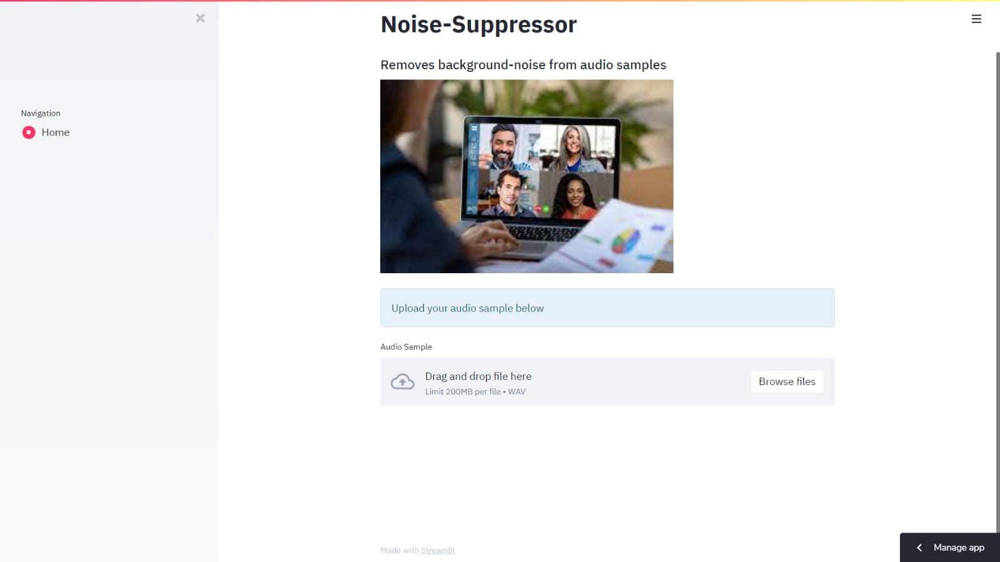 Noise-Suppressor
Removes background-noise from audio samples
Navigation
Home
Upload your audio sample below
Audio Sample
Drag and drop file here
Limit 200MB per file • WAV
Browse files
Made with Streamlit
Manage app